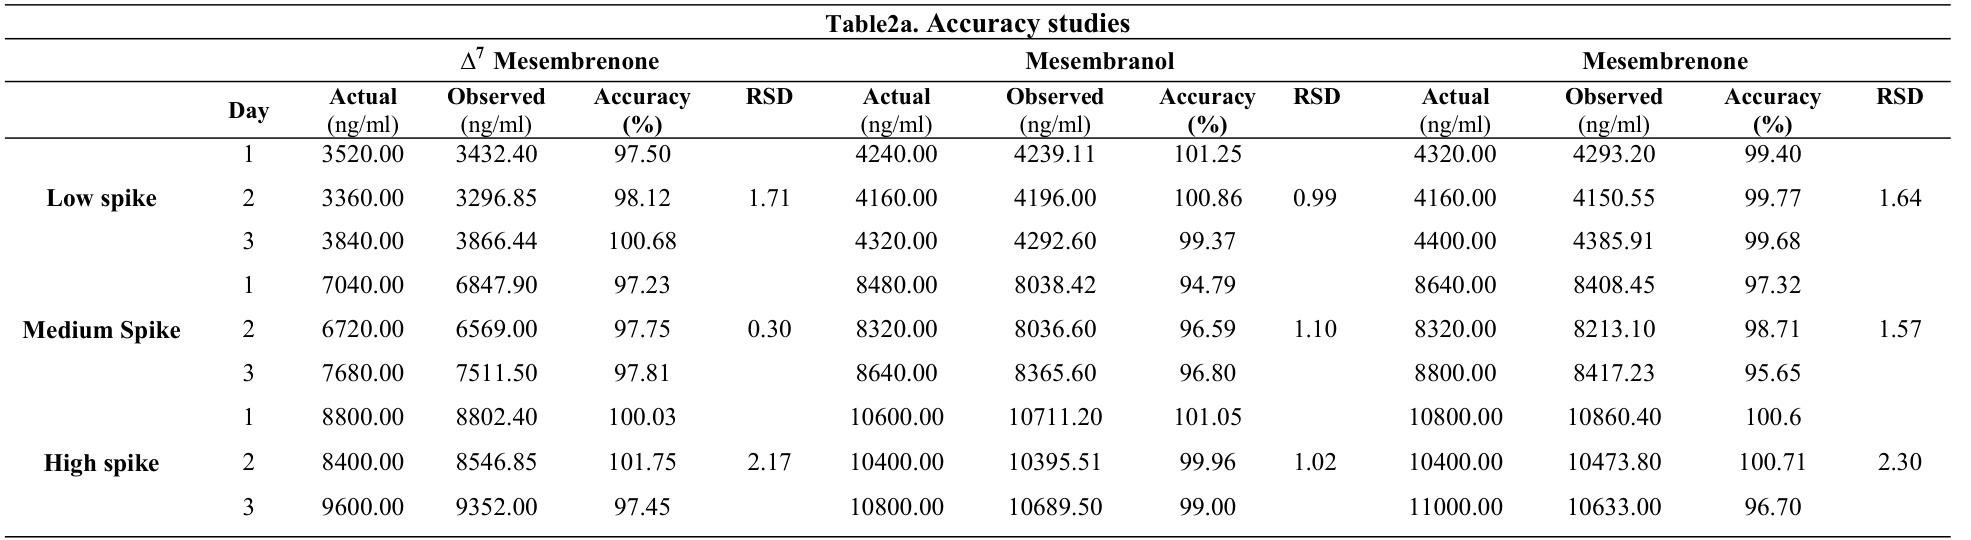 Table2a. Accuracy studies
Δ7 Mesembrenone Mesembranol Mesembrenone
Day Actual (ng/ml) Observed (ng/ml) Accuracy (%) RSD Actual (ng/ml) Observed (ng/ml) Accuracy (%) RSD Actual (ng/ml) Observed (ng/ml) Accuracy (%) RSD
1 3520.00 3432.40 97.50 4240.00 4239.11 101.25 4320.00 4293.20 99.40
Low spike 2 3360.00 3296.85 98.12 1.71 4160.00 4196.00 100.86 0.99 4160.00 4150.55 99.77 1.64
3 3840.00 3866.44 100.68 4320.00 4292.60 99.37 4400.00 4385.91 99.68
1 7040.00 6847.90 97.23 8480.00 8038.42 94.79 8640.00 8408.45 97.32
Medium Spike 2 6720.00 6569.00 97.75 0.30 8320.00 8036.60 96.59 1.10 8320.00 8213.10 98.71 1.57
3 7680.00 7511.50 97.81 8640.00 8365.60 96.80 8800.00 8417.23 95.65
1 8800.00 8802.40 100.03 10600.00 10711.20 101.05 10800.00 10860.40 100.6
High spike 2 8400.00 8546.85 101.75 2.17 10400.00 10395.51 99.96 1.02 10400.00 10473.80 100.71 2.30
3 9600.00 9352.00 97.45 10800.00 10689.50 99.00 11000.00 10633.00 96.70